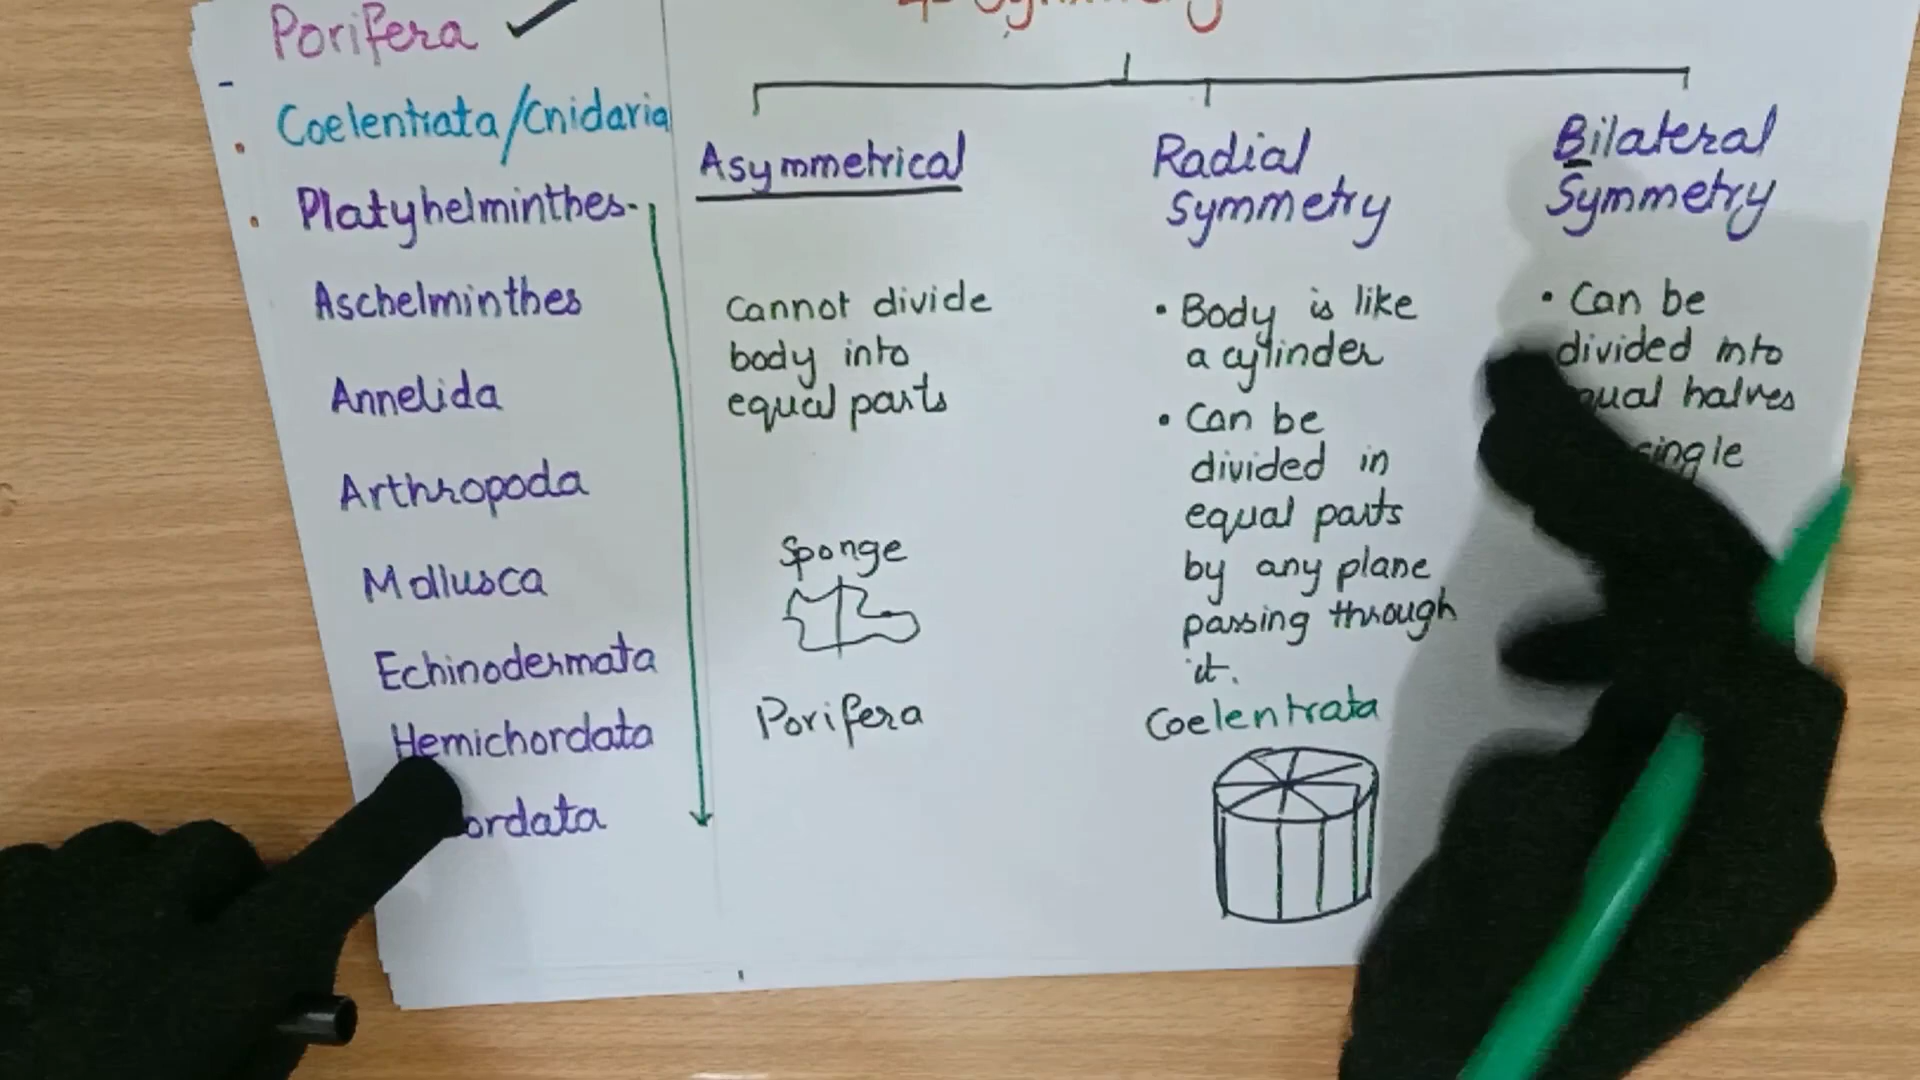 Porifera
Coelentrata/Cnidaria
Platyhelminthes
Aschelminthes
Annelida
Arthropoda
Mollusca
Echinodermata
Hemichordata
Asymmetrical
Cannot divide
body into
equal parts
Sponge
Porifera
Radial
Symmetry
• Body is like
a cylinder
• Can be
divided in
equal parts
by any plane
passing through
it.
Coelentrata
Bilateral
Symmetry
• Can be
divided into
halves
single